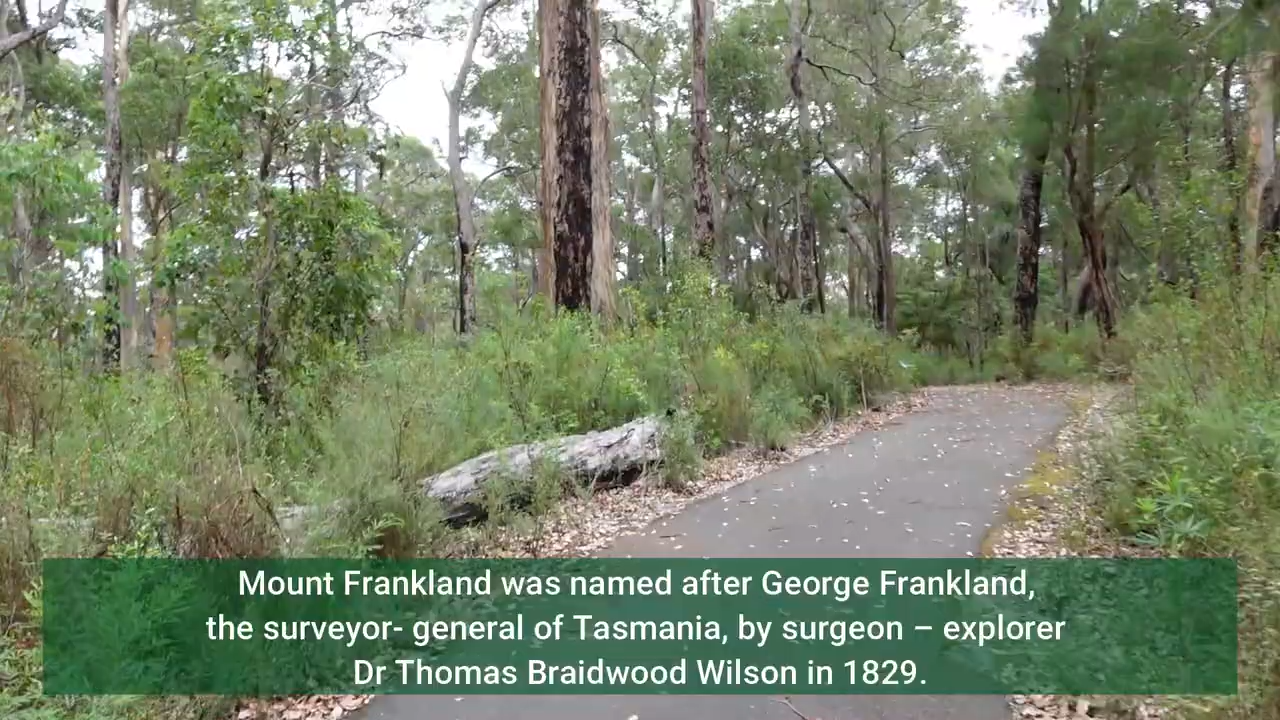 Mount Frankland was named after George Frankland,
the surveyor- general of Tasmania, by surgeon – explorer
Dr Thomas Braidwood Wilson in 1829.